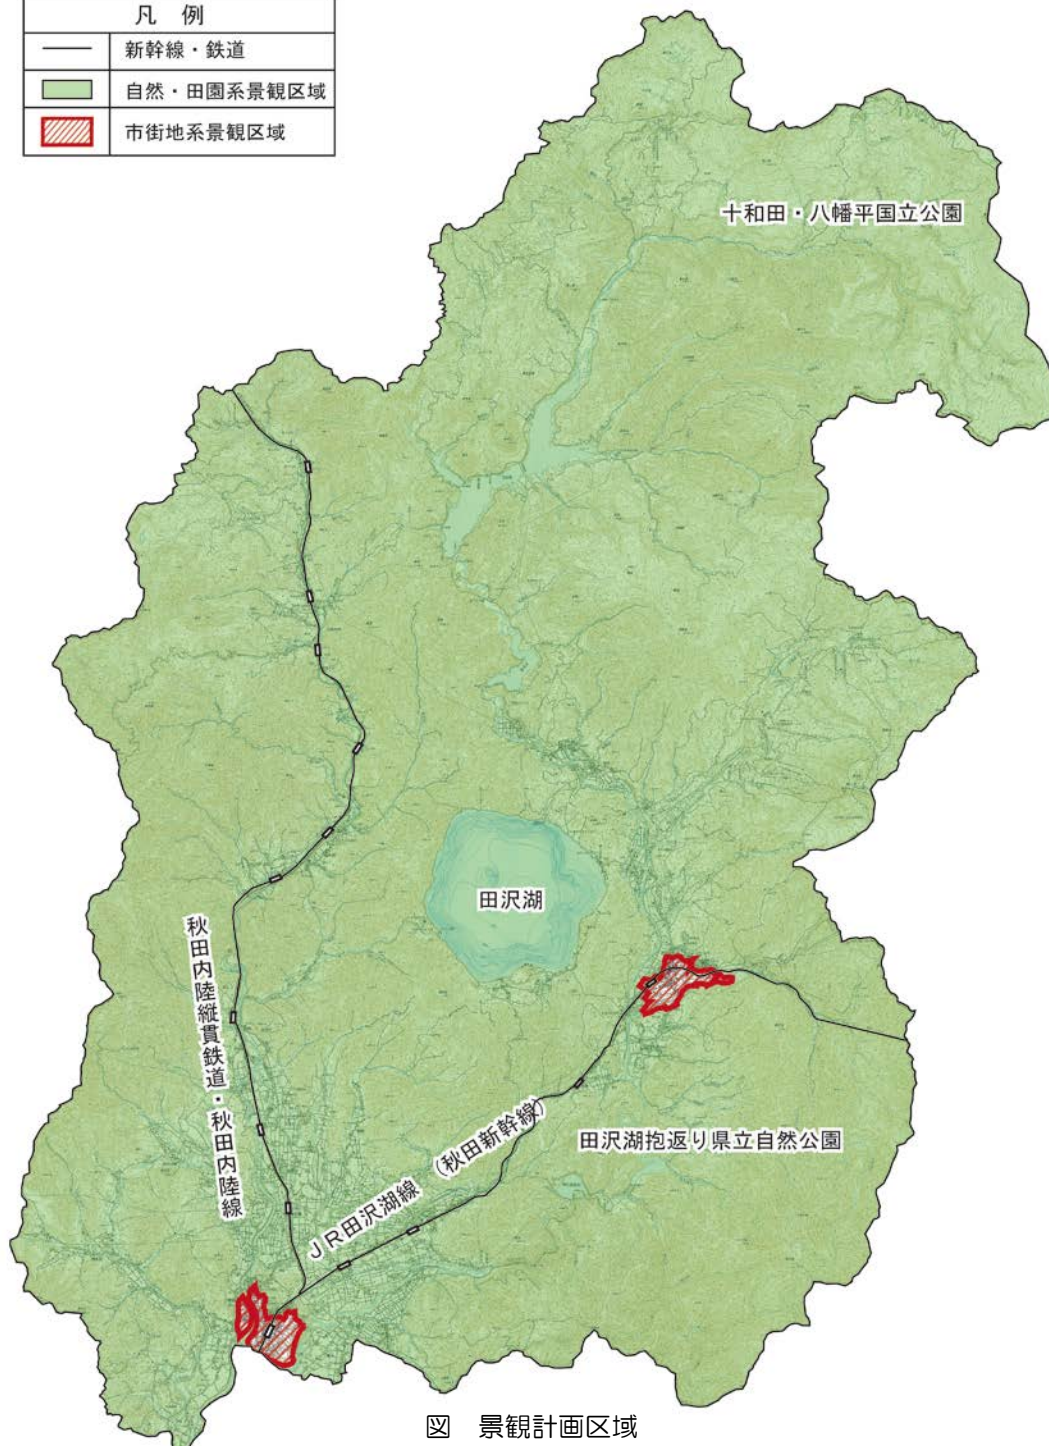 凡 例
新幹線・鉄道
自然・田園系景観区域
市街地系景観区域
十和田・八幡平国立公園
田沢湖
秋田内陸縦貫鉄道・秋田内陸線
JR田沢湖線 (秋田新幹線)
田沢湖抱返り県立自然公園
図 景観計画区域